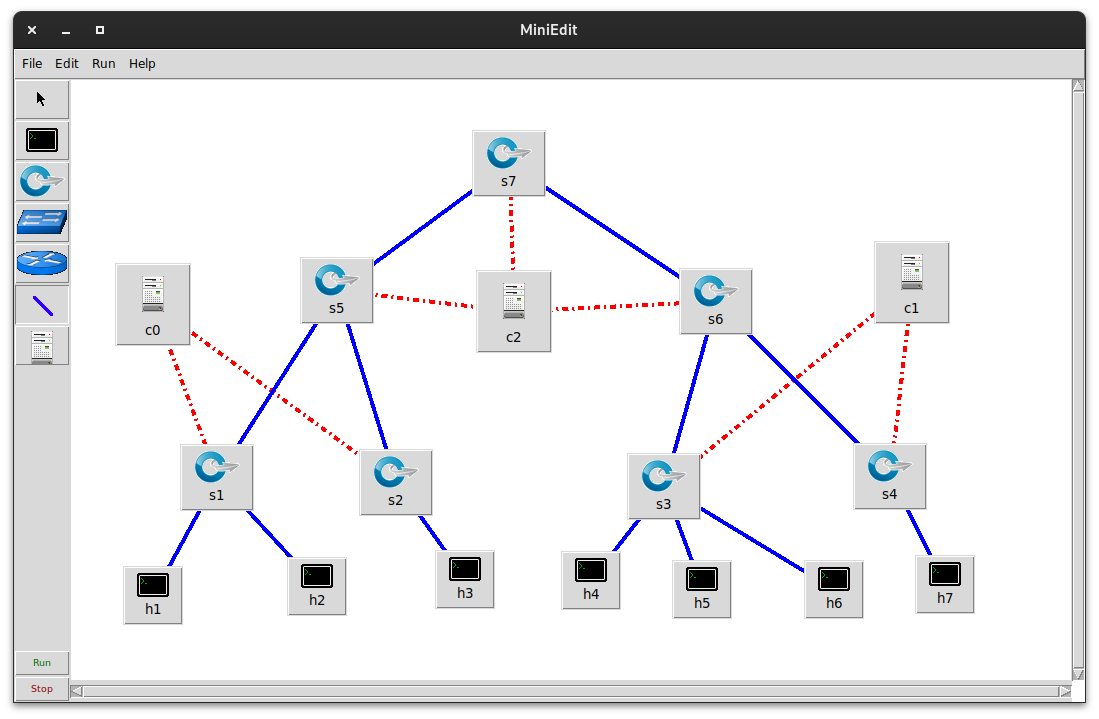 MiniEdit
File Edit Run Help
s7
s5
s6
c0
c2
c1
s1
s2
s3
s4
h1
h2
h3
h4
h5
h6
h7
Run
Stop